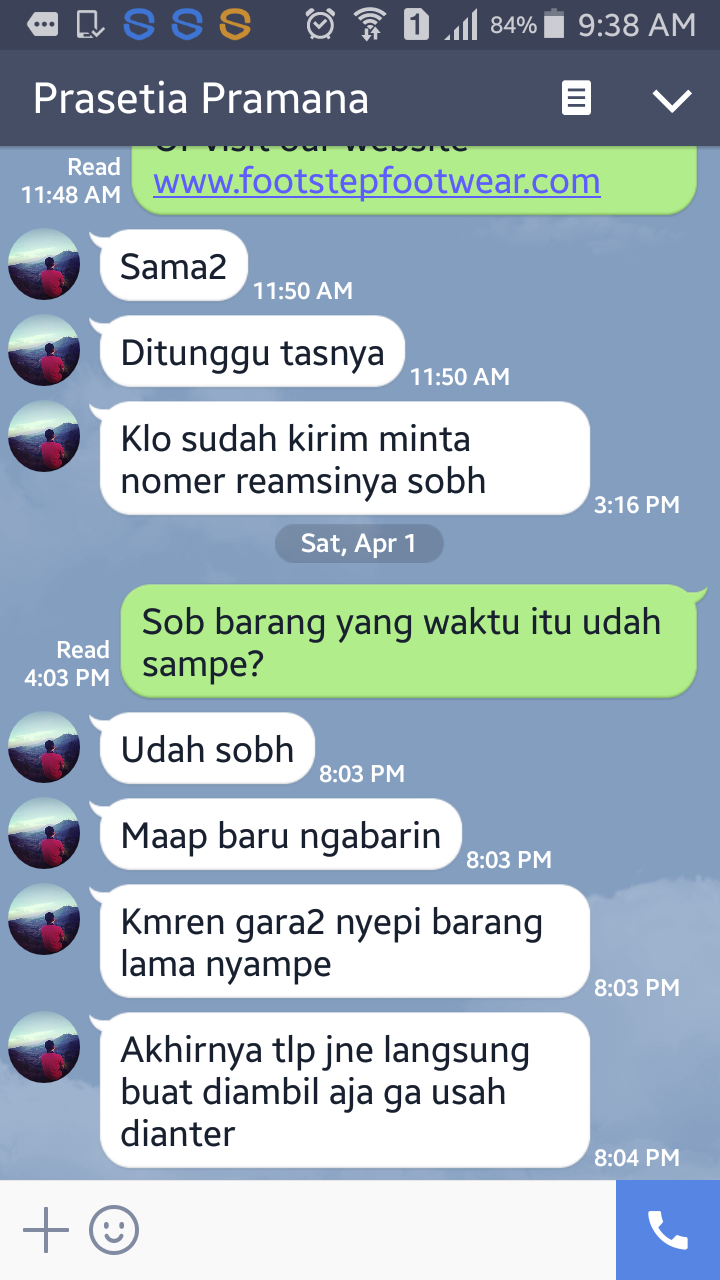 84% 9:38 AM
Prasetia Pramana
Or visit our website
www.footstepfootwear.com
Read
11:48 AM
Sama2
11:50 AM
Ditunggu tasnya
11:50 AM
Klo sudah kirim minta
nomer reamsinya sobh
3:16 PM
Sat, Apr 1
Sob barang yang waktu itu udah
sampe?
Read
4:03 PM
Udah sobh
8:03 PM
Maap baru ngabarin
8:03 PM
Kmren gara2 nyepi barang
lama nyampe
8:03 PM
Akhirnya tlp jne langsung
buat diambil aja ga usah
dianter
8:04 PM